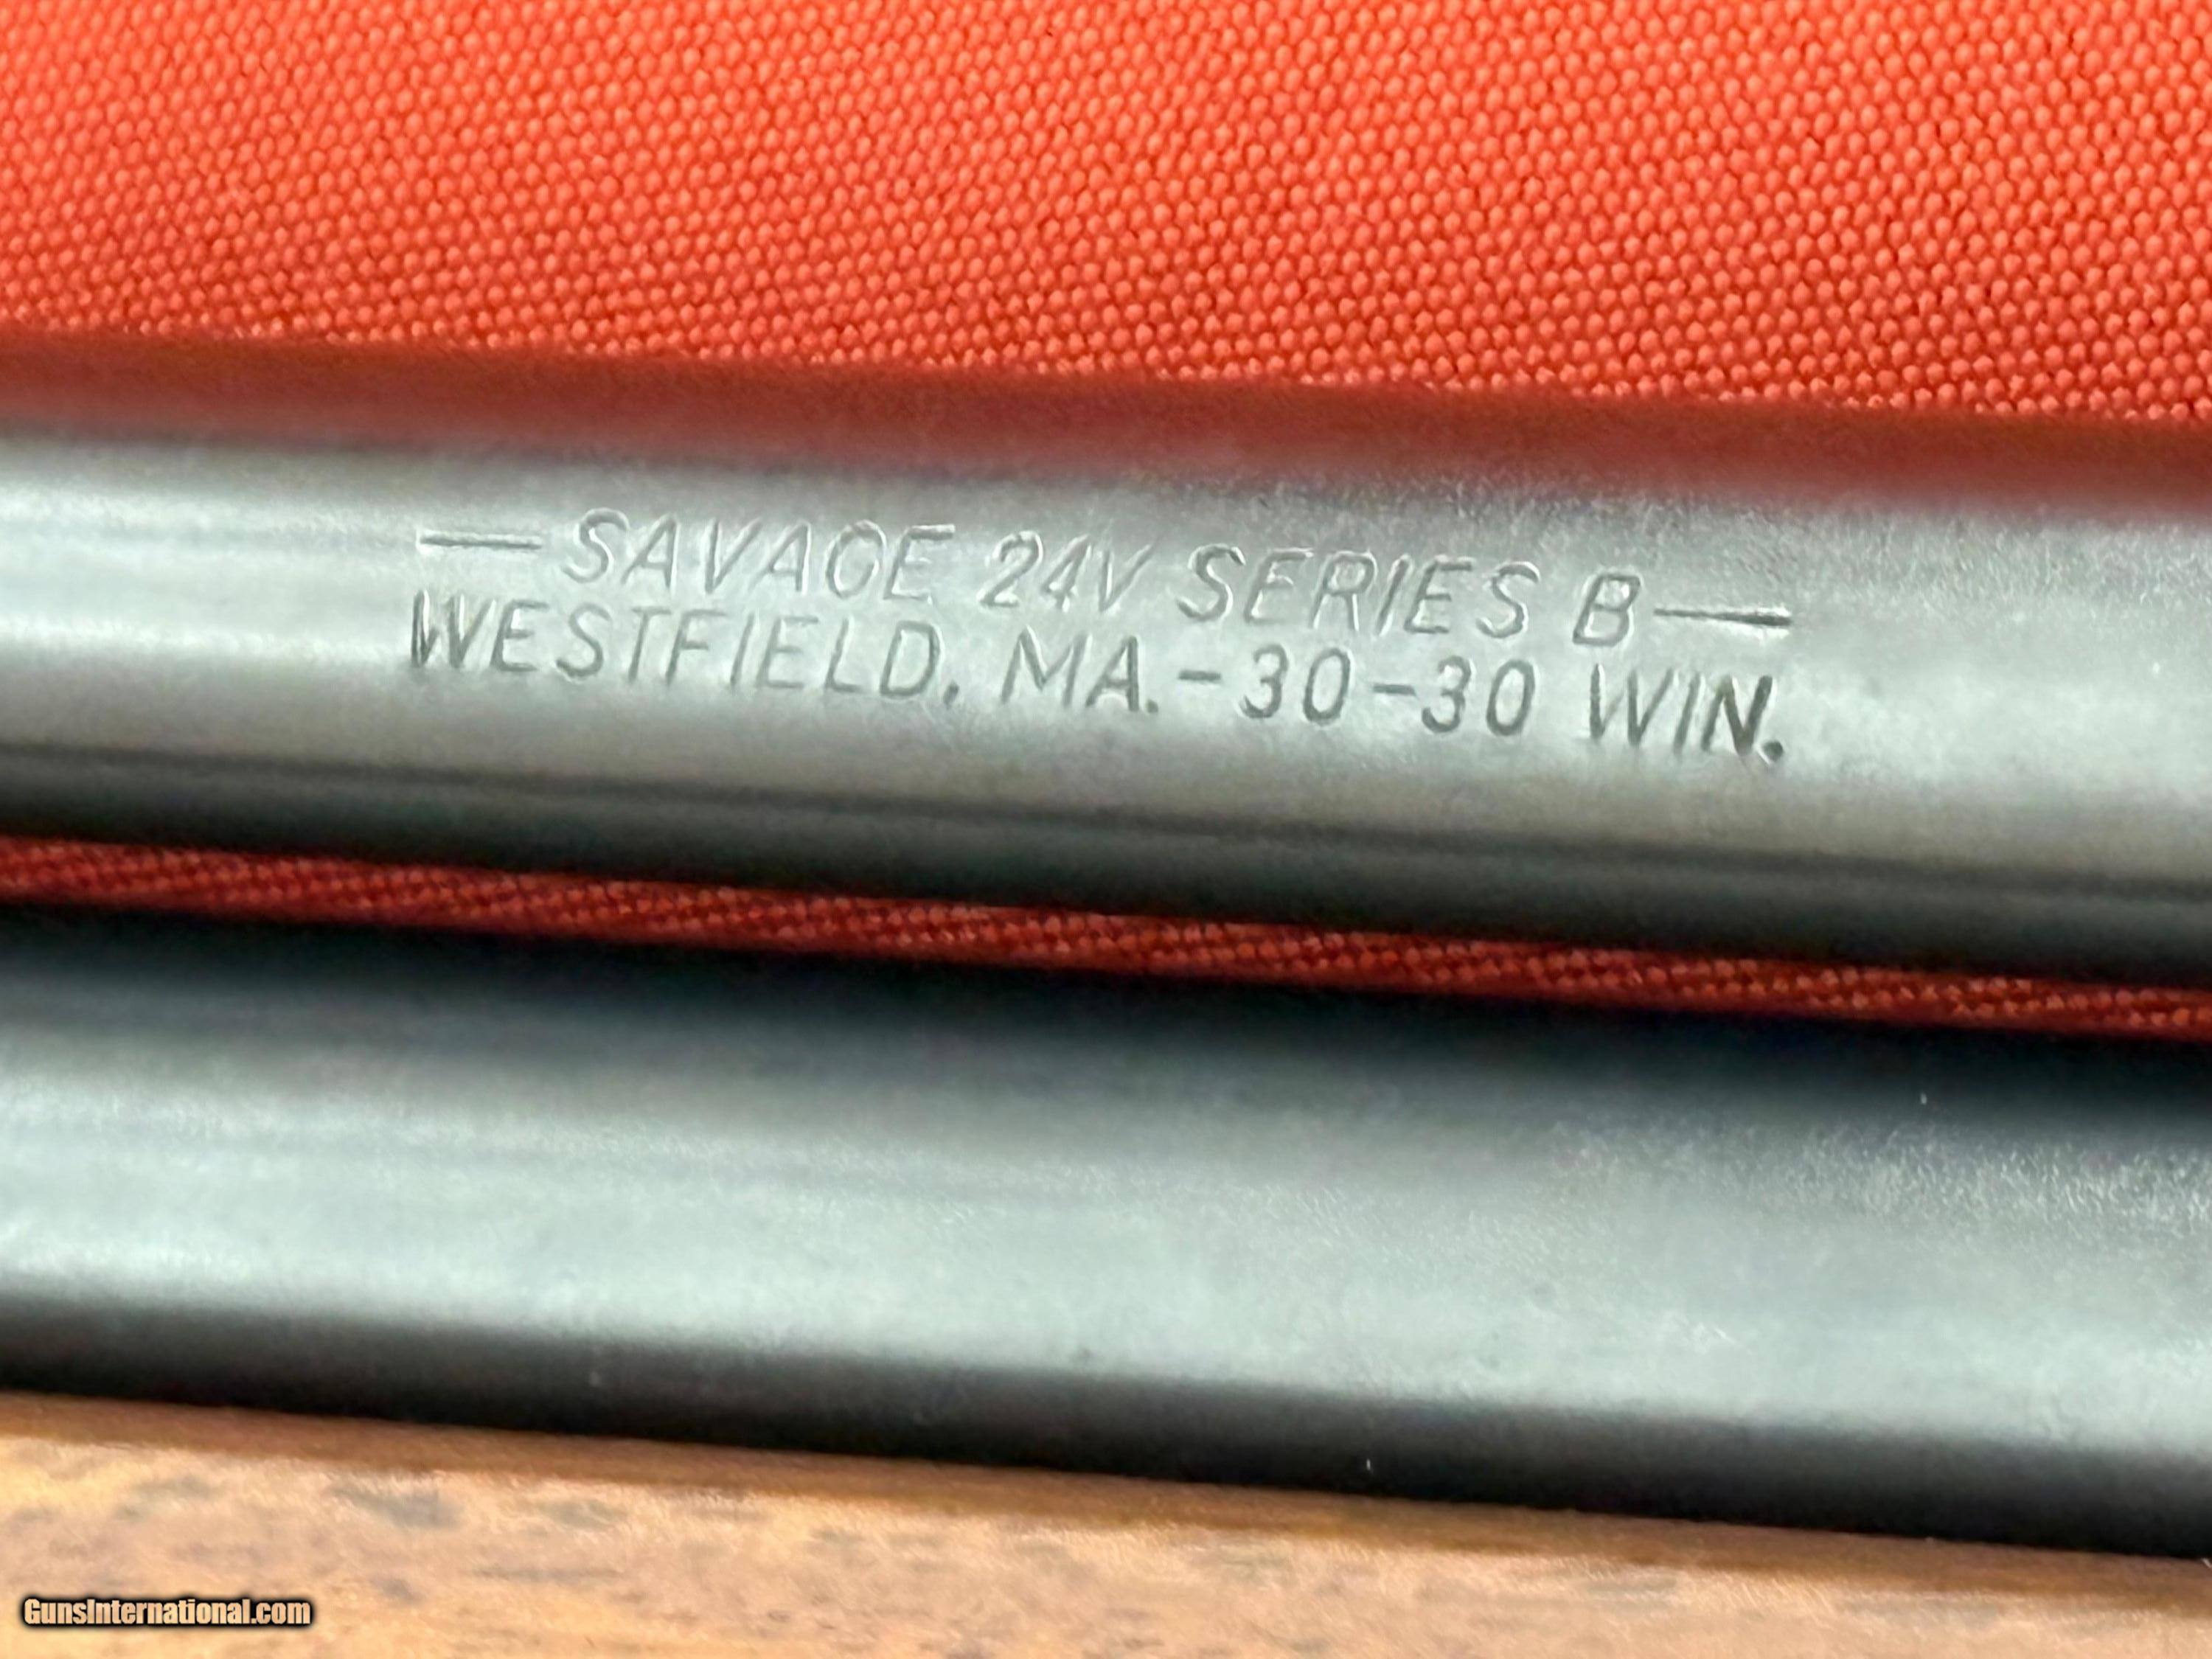 —SAVAGE 24V SERIES B—
WESTFIELD, MA.-30-30 WIN.
GunsInternational.com